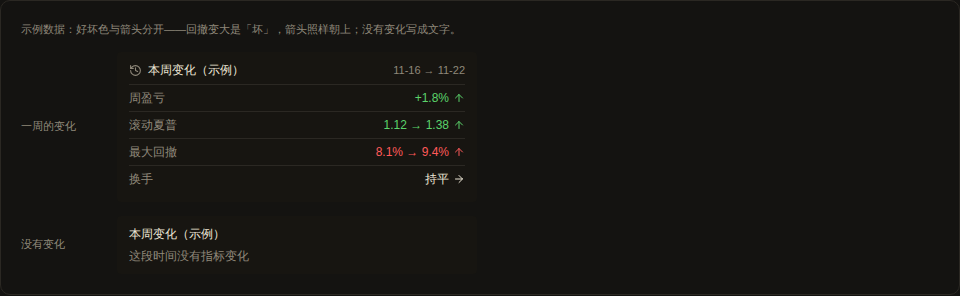 示例数据：好坏色与箭头分开——回撤变大是「坏」，箭头照样朝上；没有变化写成文字。
本周变化（示例） 11-16 → 11-22
周盈亏 +1.8% ↑
一周的变化
滚动夏普 1.12 → 1.38 ↑
最大回撤 8.1% → 9.4% ↑
换手 持平 →
本周变化（示例）
没有变化
这段时间没有指标变化